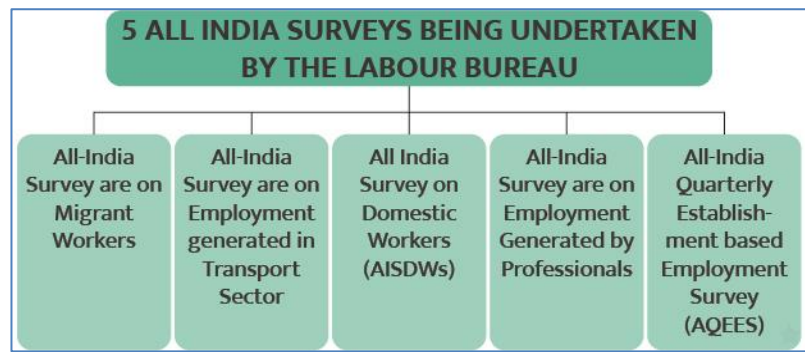 5 ALL INDIA SURVEYS BEING UNDERTAKEN
BY THE LABOUR BUREAU
All-India
Survey are on
Migrant
Workers
All-India
Survey are on
Employment
generated in
Transport
Sector
All India
Survey on
Domestic
Workers
(AISDWs)
All-India
Survey are on
Employment
Generated by
Professionals
All-India
Quarterly
Establish-
ment based
Employment
Survey
(AQEES)